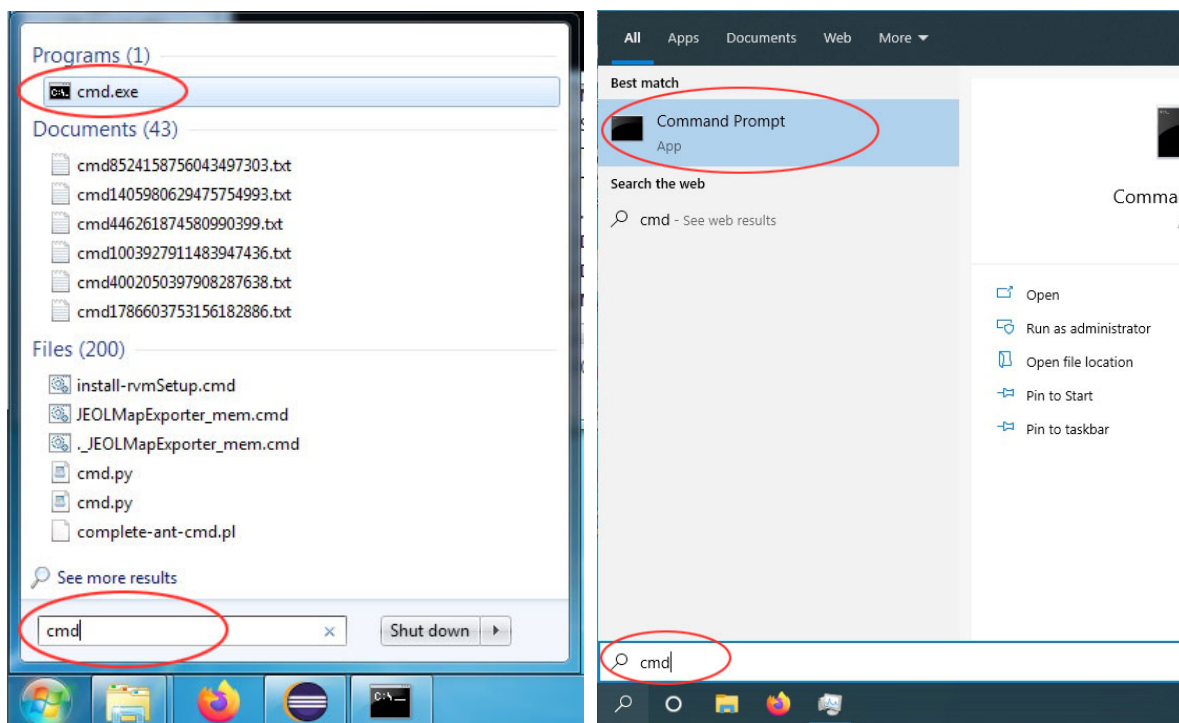 Programs (1)
cmd.exe
Documents (43)
cmd8524158756043497303.txt
cmd1405980629475754993.txt
cmd446261874580990399.txt
cmd1003927911483947436.txt
cmd4002050397908287638.txt
cmd1786603753156182886.txt
Files (200)
install-rvmSetup.cmd
JEOLMapExporter_mem.cmd
._JEOLMapExporter_mem.cmd
cmd.py
cmd.py
complete-ant-cmd.pl
See more results
cmd
Shut down
All Apps Documents Web More
Best match
Command Prompt
App
Search the web
cmd - See web results
Comma
Open
Run as administrator
Open file location
Pin to Start
Pin to taskbar
cmd